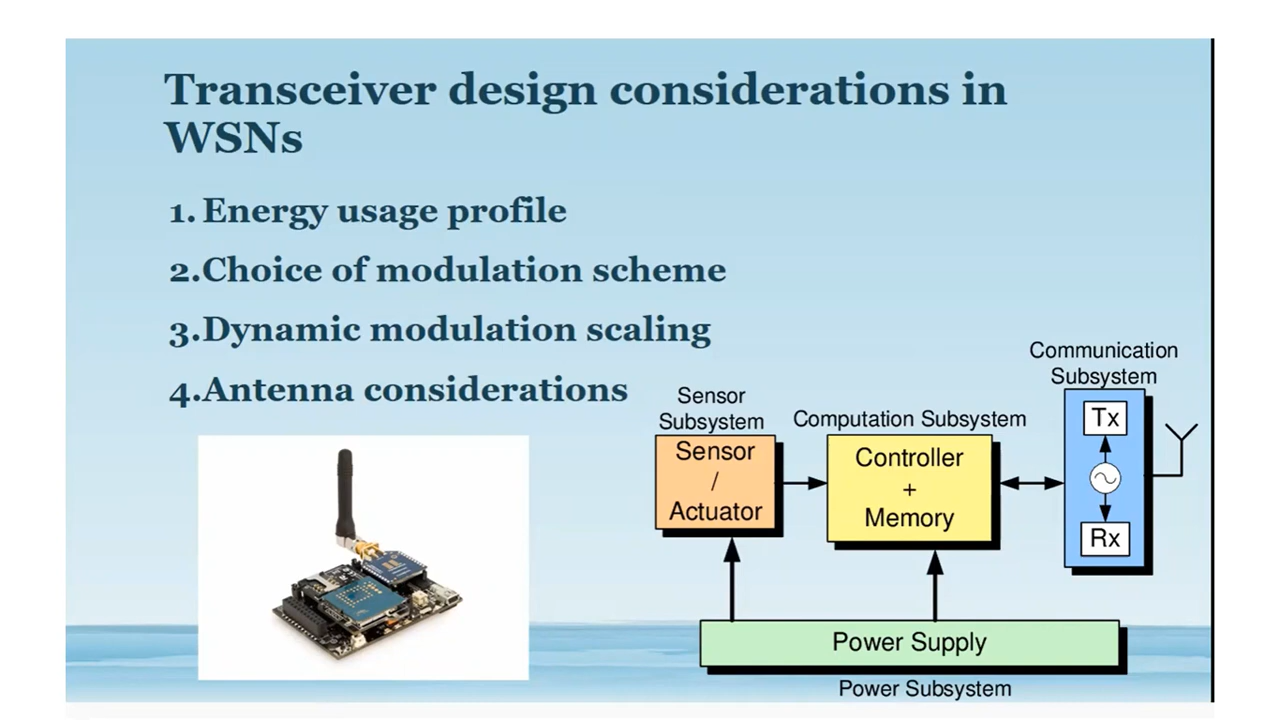 Transceiver design considerations in
WSNs
1. Energy usage profile
2.Choice of modulation scheme
3.Dynamic modulation scaling
4.Antenna considerations
Communication
Subsystem
Sensor
Subsystem
Computation Subsystem
Tx
Sensor
/
Actuator
Controller
+
Memory
Rx
Power Supply
Power Subsystem